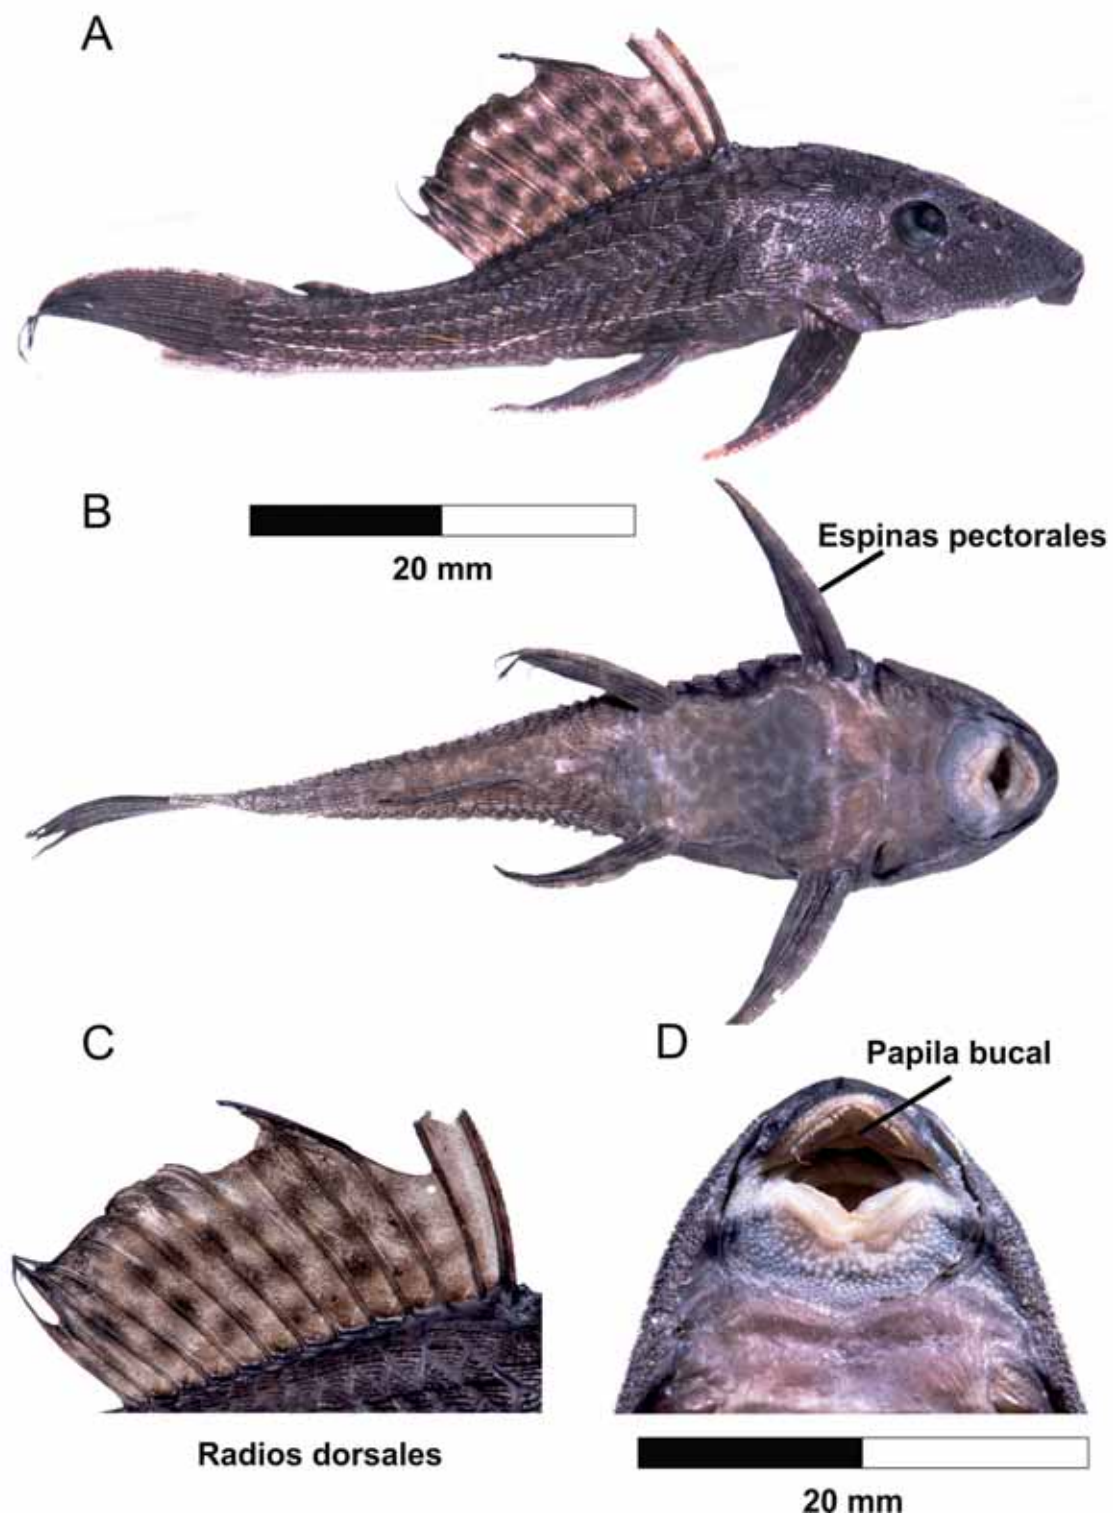 A
B
20 mm
Espinas pectorales
C
D
Papila bucal
Radios dorsales
20 mm